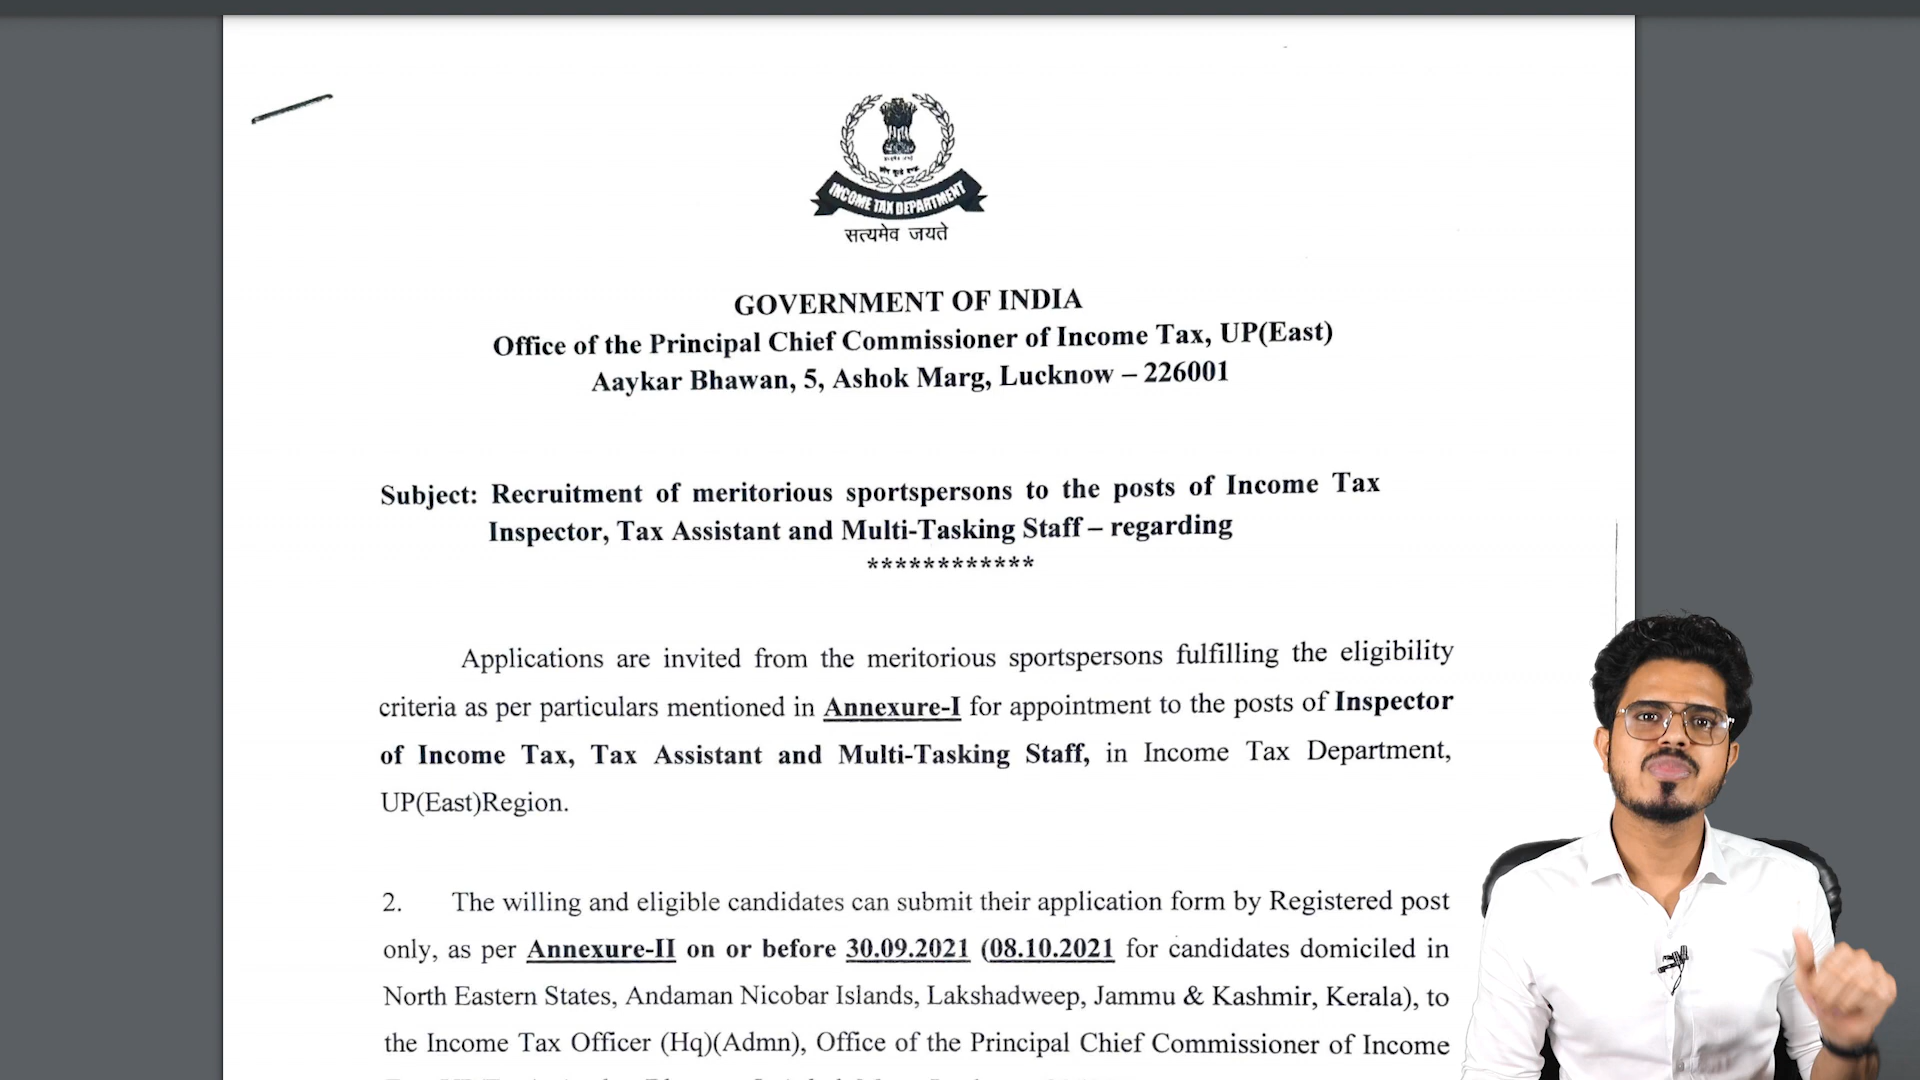 INCOME TAX DEPARTMENT
सत्यमेव जयते
GOVERNMENT OF INDIA
Office of the Principal Chief Commissioner of Income Tax, UP(East)
Aaykar Bhawan, 5, Ashok Marg, Lucknow – 226001
Subject: Recruitment of meritorious sportspersons to the posts of Income Tax
Inspector, Tax Assistant and Multi-Tasking Staff – regarding
************
Applications are invited from the meritorious sportspersons fulfilling the eligibility
criteria as per particulars mentioned in Annexure-I for appointment to the posts of Inspector
of Income Tax, Tax Assistant and Multi-Tasking Staff, in Income Tax Department,
UP(East)Region.
2. The willing and eligible candidates can submit their application form by Registered post
only, as per Annexure-II on or before 30.09.2021 (08.10.2021 for candidates domiciled in
North Eastern States, Andaman Nicobar Islands, Lakshadweep, Jammu & Kashmir, Kerala), to
the Income Tax Officer (Hq)(Admn), Office of the Principal Chief Commissioner of Income